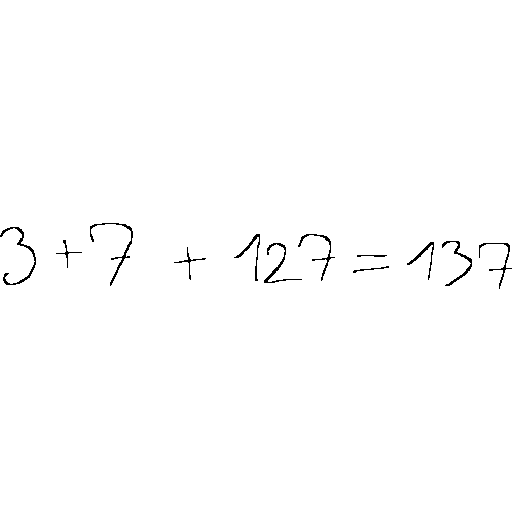 3 + 7 + 127 = 137